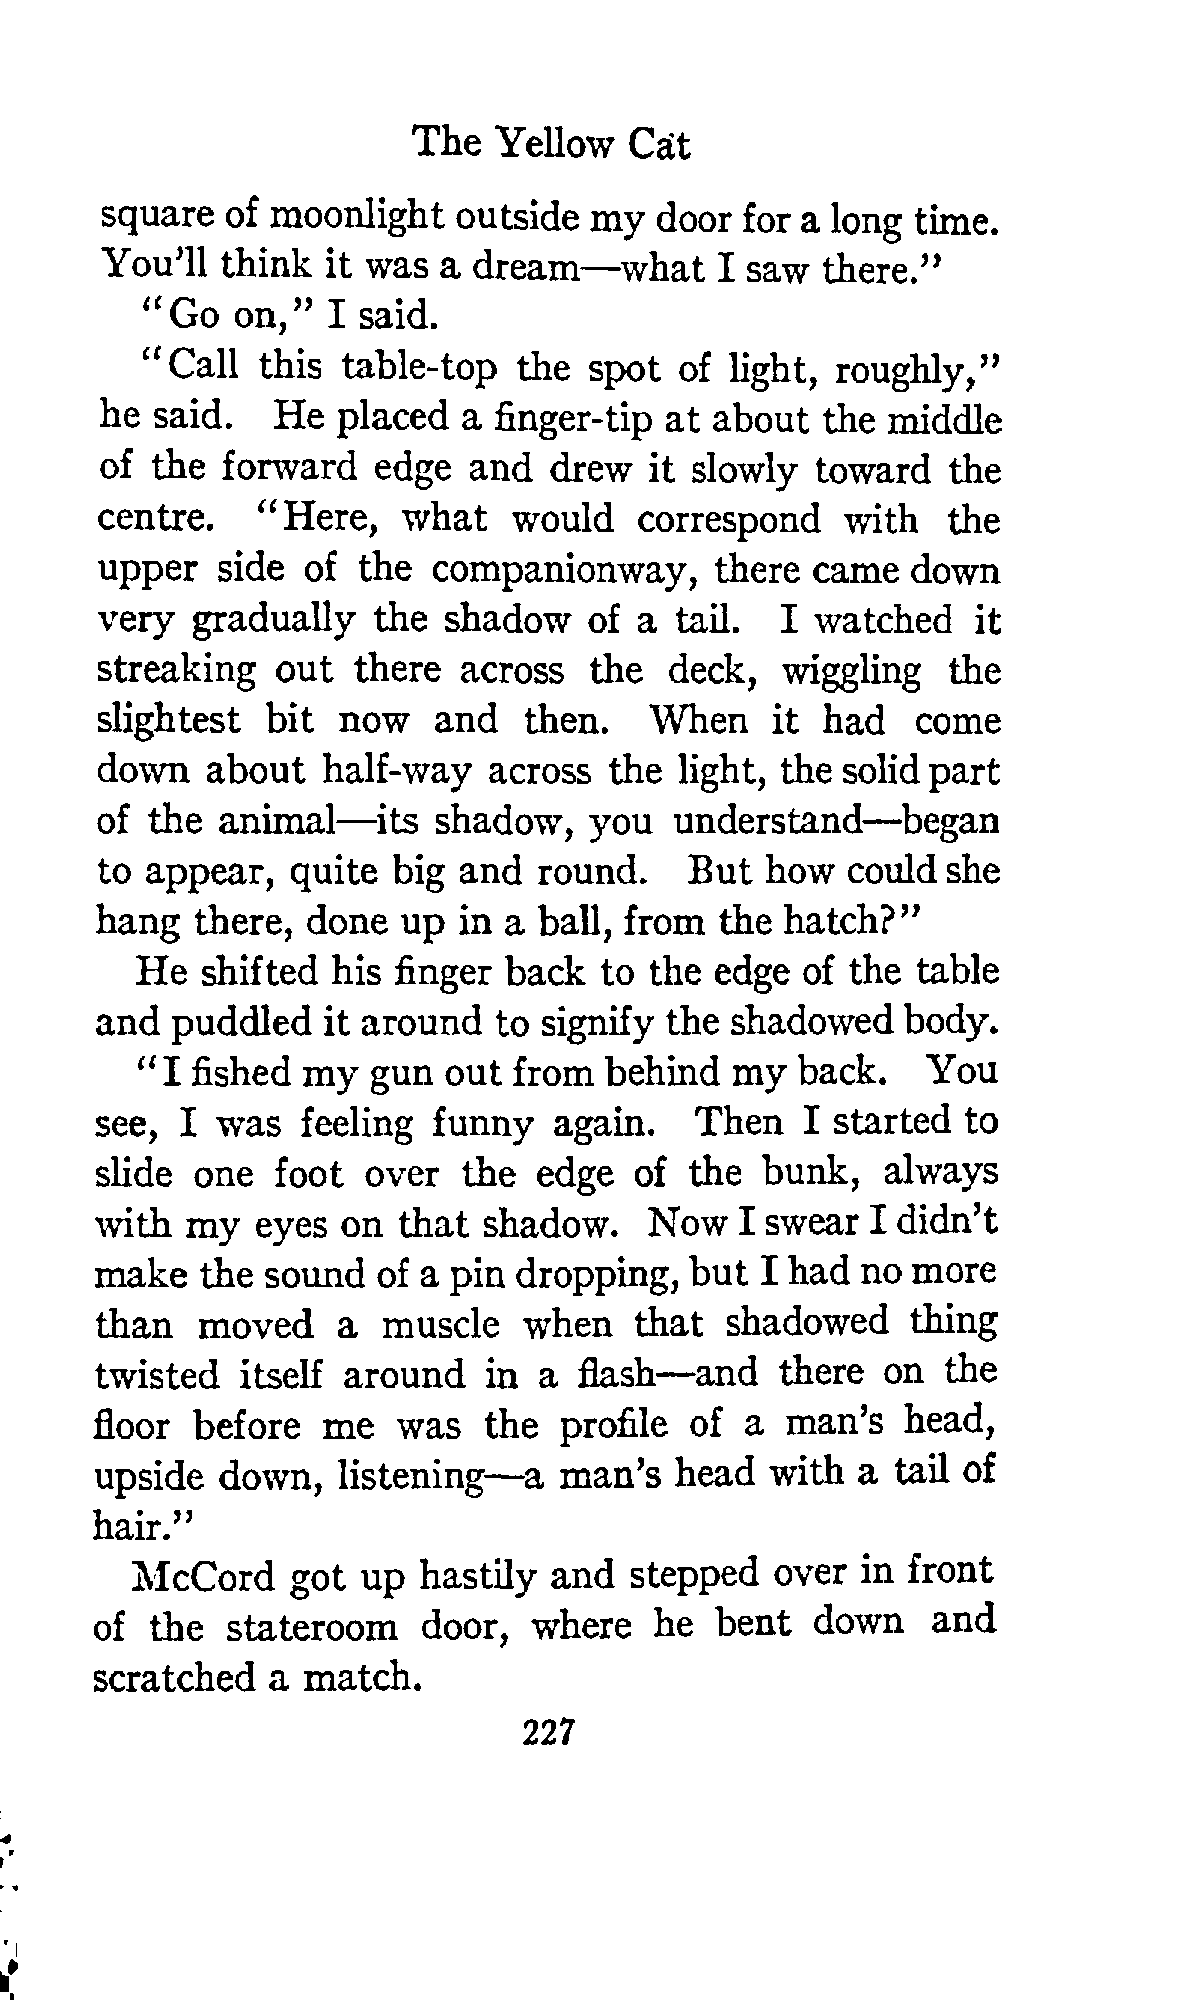 The Yellow Cat
square of moonlight outside my door for a long time.
You'll think it was a dream—what I saw there."
"Go on," I said.
"Call this table-top the spot of light, roughly,"
he said. He placed a finger-tip at about the middle
of the forward edge and drew it slowly toward the
centre. "Here, what would correspond with the
upper side of the companionway, there came down
very gradually the shadow of a tail. I watched it
streaking out there across the deck, wiggling the
slightest bit now and then. When it had come
down about half-way across the light, the solid part
of the animal—its shadow, you understand—began
to appear, quite big and round. But how could she
hang there, done up in a ball, from the hatch?"
He shifted his finger back to the edge of the table
and puddled it around to signify the shadowed body.
"I fished my gun out from behind my back. You
see, I was feeling funny again. Then I started to
slide one foot over the edge of the bunk, always
with my eyes on that shadow. Now I swear I didn't
make the sound of a pin dropping, but I had no more
than moved a muscle when that shadowed thing
twisted itself around in a flash—and there on the
floor before me was the profile of a man's head,
upside down, listening—a man's head with a tail of
hair."
McCord got up hastily and stepped over in front
of the stateroom door, where he bent down and
scratched a match.
227